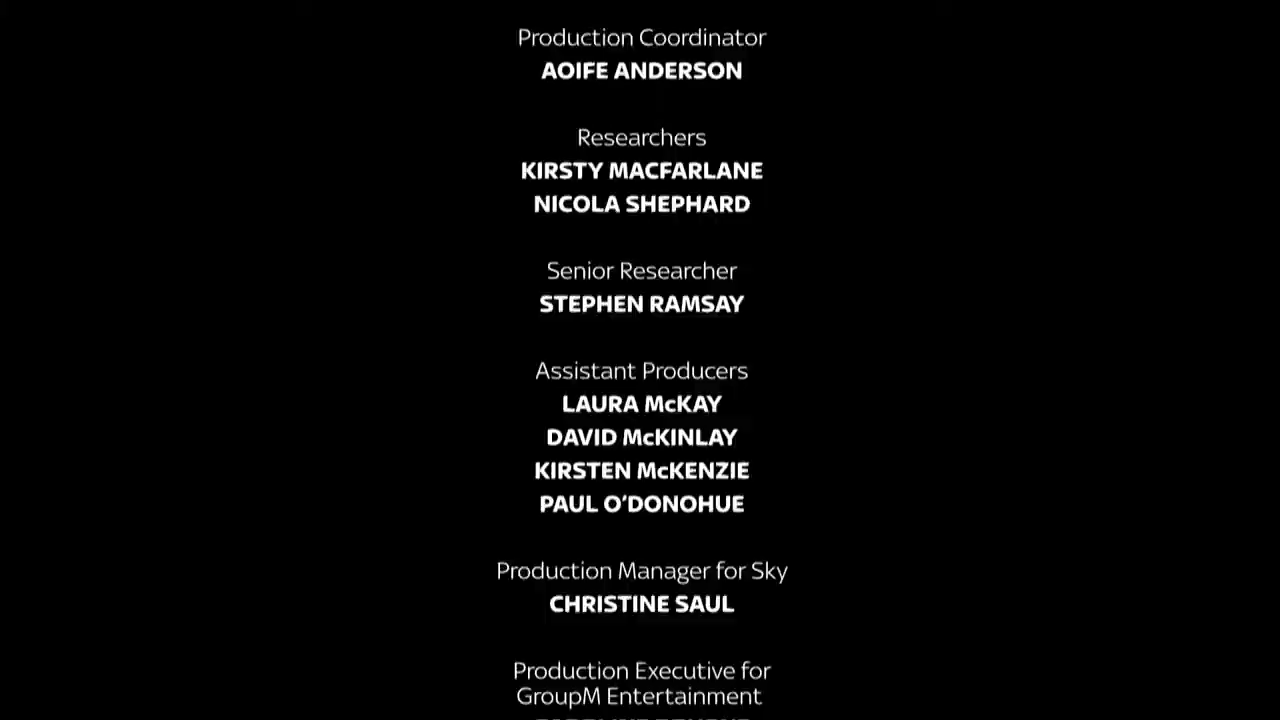 Production Coordinator
AOIFE ANDERSON
Researchers
KIRSTY MACFARLANE
NICOLA SHEPHARD
Senior Researcher
STEPHEN RAMSAY
Assistant Producers
LAURA McKAY
DAVID McKINLAY
KIRSTEN McKENZIE
PAUL O’DONOHUE
Production Manager for Sky
CHRISTINE SAUL
Production Executive for
GroupM Entertainment